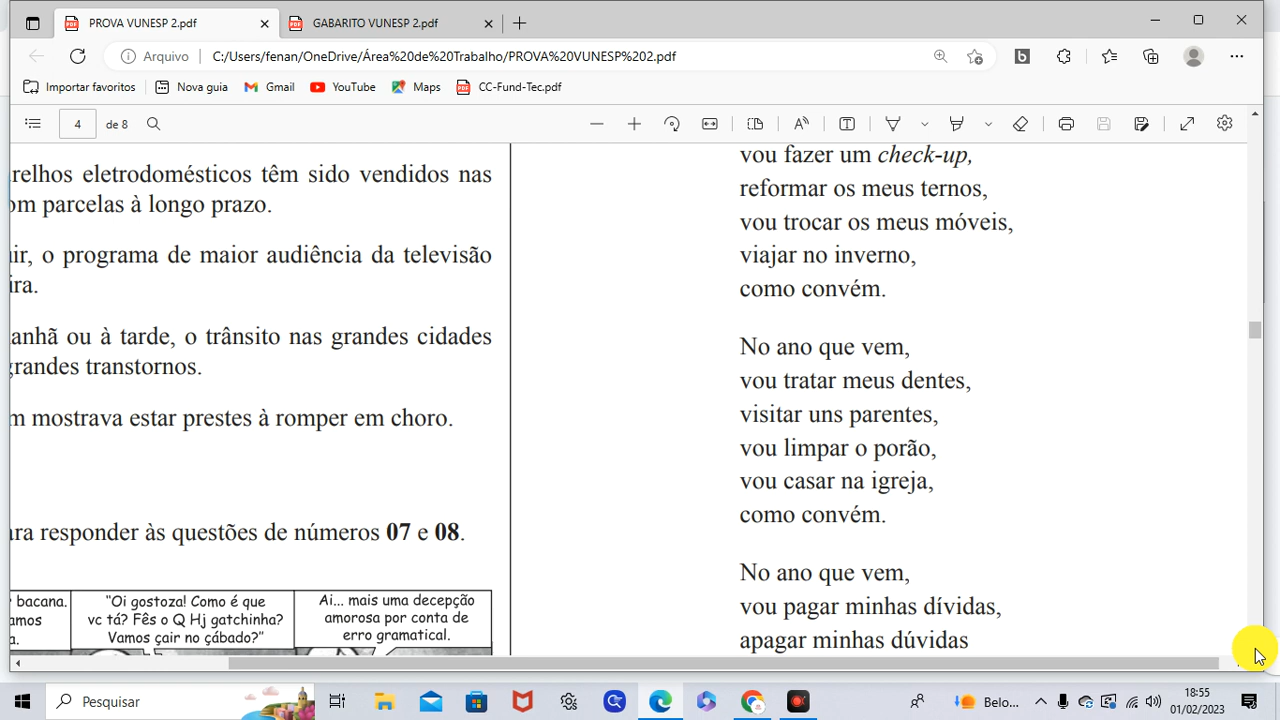 PROVA VUNESP 2.pdf
GABARITO VUNESP 2.pdf
Arquivo
C:/Users/fenan/OneDrive/Área%20de%20Trabalho/PROVA%20VUNESP%202.pdf
Importar favoritos
Nova guia
Gmail
YouTube
Maps
CC-Fund-Tec.pdf
4 de 8
relhos eletrodomésticos têm sido vendidos nas
om parcelas à longo prazo.
uir, o programa de maior audiência da televisão
ira.
anhã ou à tarde, o trânsito nas grandes cidades
grandes transtornos.
m mostrava estar prestes à romper em choro.
ara responder às questões de números 07 e 08.
bacana.
amos
a.
"Oi gostoza! Como é que
vc tá? Fês o Q Hj gatchinha?
Vamos çair no çábado?"
Ai... mais uma decepção
amorosa por conta de
erro gramatical.
vou fazer um check-up,
reformar os meus ternos,
vou trocar os meus móveis,
viajar no inverno,
como convém.
No ano que vem,
vou tratar meus dentes,
visitar uns parentes,
vou limpar o porão,
vou casar na igreja,
como convém.
No ano que vem,
vou pagar minhas dívidas,
apagar minhas dúvidas
Pesquisar
Belo...
18:55
01/02/2023